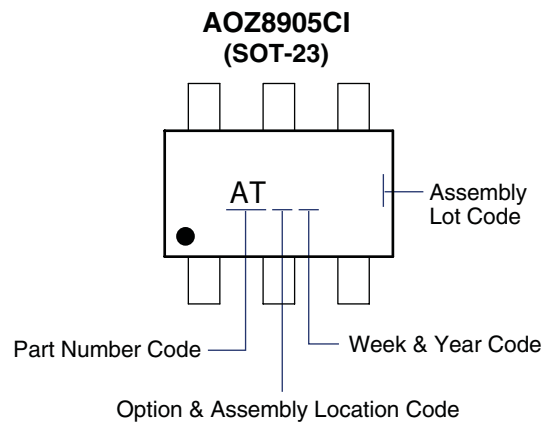 AOZ8905CI
(SOT-23)
AT
Assembly
Lot Code
Part Number Code
Week & Year Code
Option & Assembly Location Code